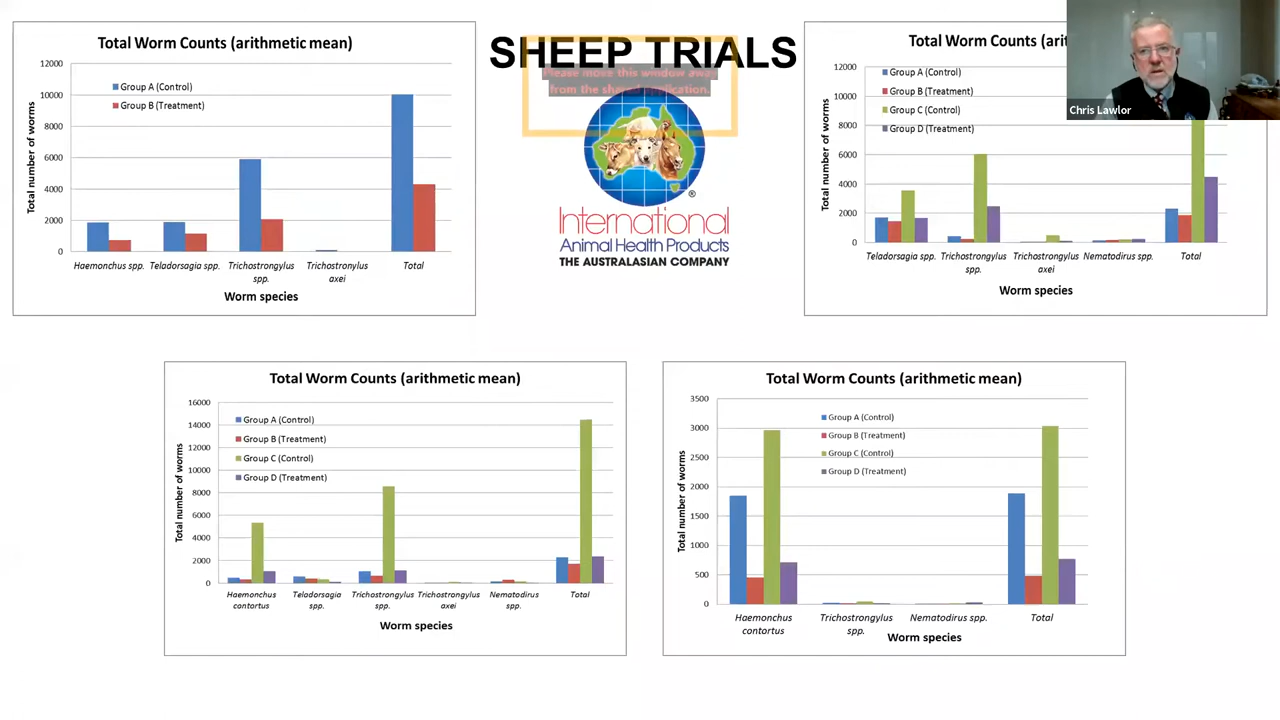 Total Worm Counts (arithmetic mean)
Total number of worms
12000
10000
8000
6000
4000
2000
0
Group A (Control)
Group B (Treatment)
Haemonchus spp.
Teladorsagia spp.
Trichostrongylus spp.
Trichostronylus axei
Total
Worm species
SHEEP TRIALS
Please move this window away
from the shared application.
®
International
Animal Health Products
THE AUSTRALASIAN COMPANY
Total Worm Counts (arit
Total number of worms
12000
10000
8000
6000
4000
2000
0
Group A (Control)
Group B (Treatment)
Group C (Control)
Group D (Treatment)
Teladorsagia spp.
Trichostrongylus spp.
Trichostrongylus axei
Nematodirus spp.
Total
Worm species
Chris Lawlor
Total Worm Counts (arithmetic mean)
Total number of worms
16000
14000
12000
10000
8000
6000
4000
2000
0
Group A (Control)
Group B (Treatment)
Group C (Control)
Group D (Treatment)
Haemonchus contortus
Teladorsagia spp.
Trichostrongylus spp.
Trichostrongylus axei
Nematodirus spp.
Total
Worm species
Total Worm Counts (arithmetic mean)
Total number of worms
3500
3000
2500
2000
1500
1000
500
0
Group A (Control)
Group B (Treatment)
Group C (Control)
Group D (Treatment)
Haemonchus contortus
Trichostrongylus spp.
Nematodirus spp.
Total
Worm species